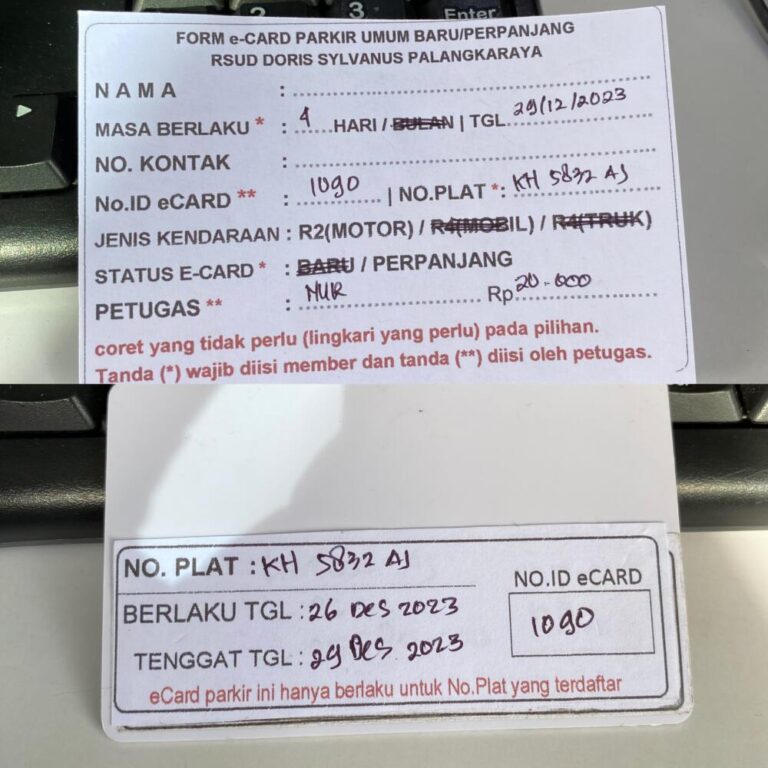 2 3 Enter
FORM e-CARD PARKIR UMUM BARU/PERPANJANG
RSUD DORIS SYLVANUS PALANGKARAYA
NAMA :
MASA BERLAKU * : 4 HARI / BULAN | TGL 29/12/2023
NO. KONTAK :
No.ID eCARD ** : 1090 | NO.PLAT *: KH 5832 AJ
JENIS KENDARAAN : R2(MOTOR) / R4(MOBIL) / R4(TRUK)
STATUS E-CARD * : BARU / PERPANJANG
PETUGAS ** : NUR Rp 20.000
coret yang tidak perlu (lingkari yang perlu) pada pilihan.
Tanda (*) wajib diisi member dan tanda (**) diisi oleh petugas.
NO. PLAT : KH 5832 AJ
NO.ID eCARD
BERLAKU TGL : 26 DES 2023
1090
TENGGAT TGL : 29 DES 2023
eCard parkir ini hanya berlaku untuk No.Plat yang terdaftar